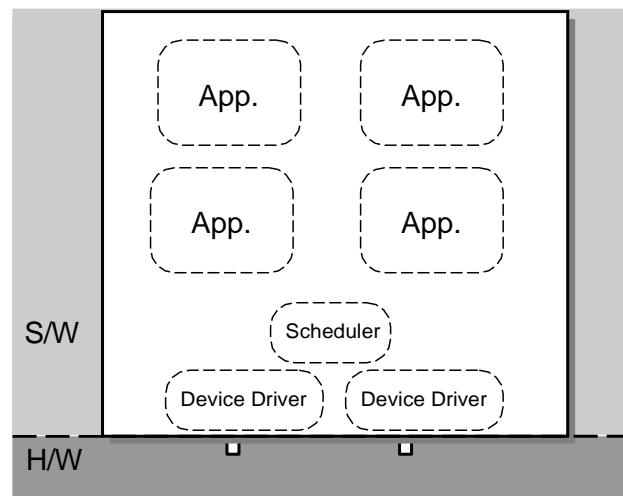 App.
App.
App.
App.
S/W
Scheduler
Device Driver
Device Driver
H/W